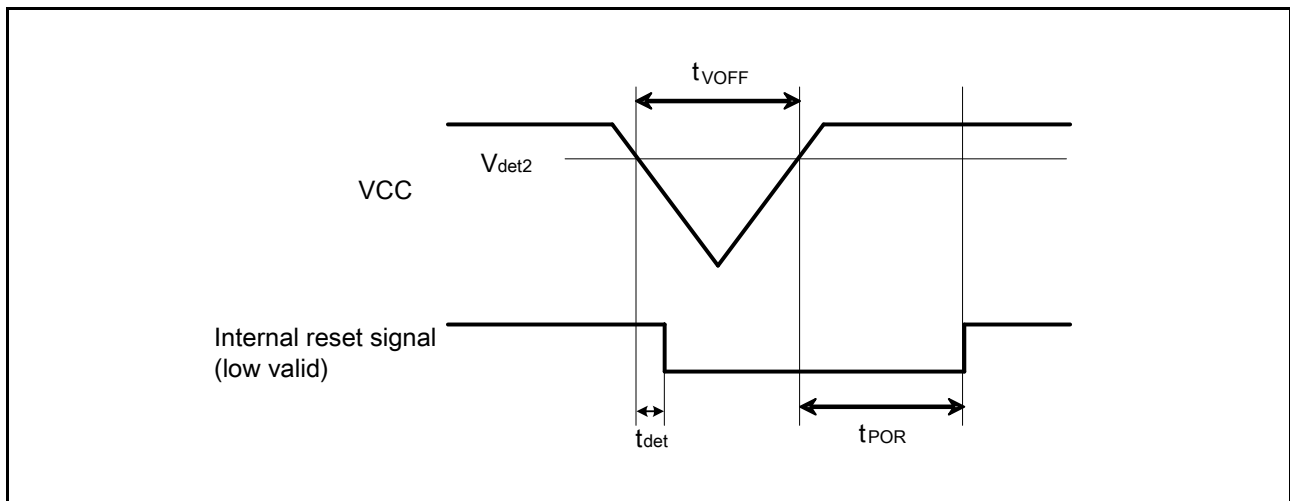 tVOFF
Vdet2
VCC
Internal reset signal
(low valid)
tdet
tPOR